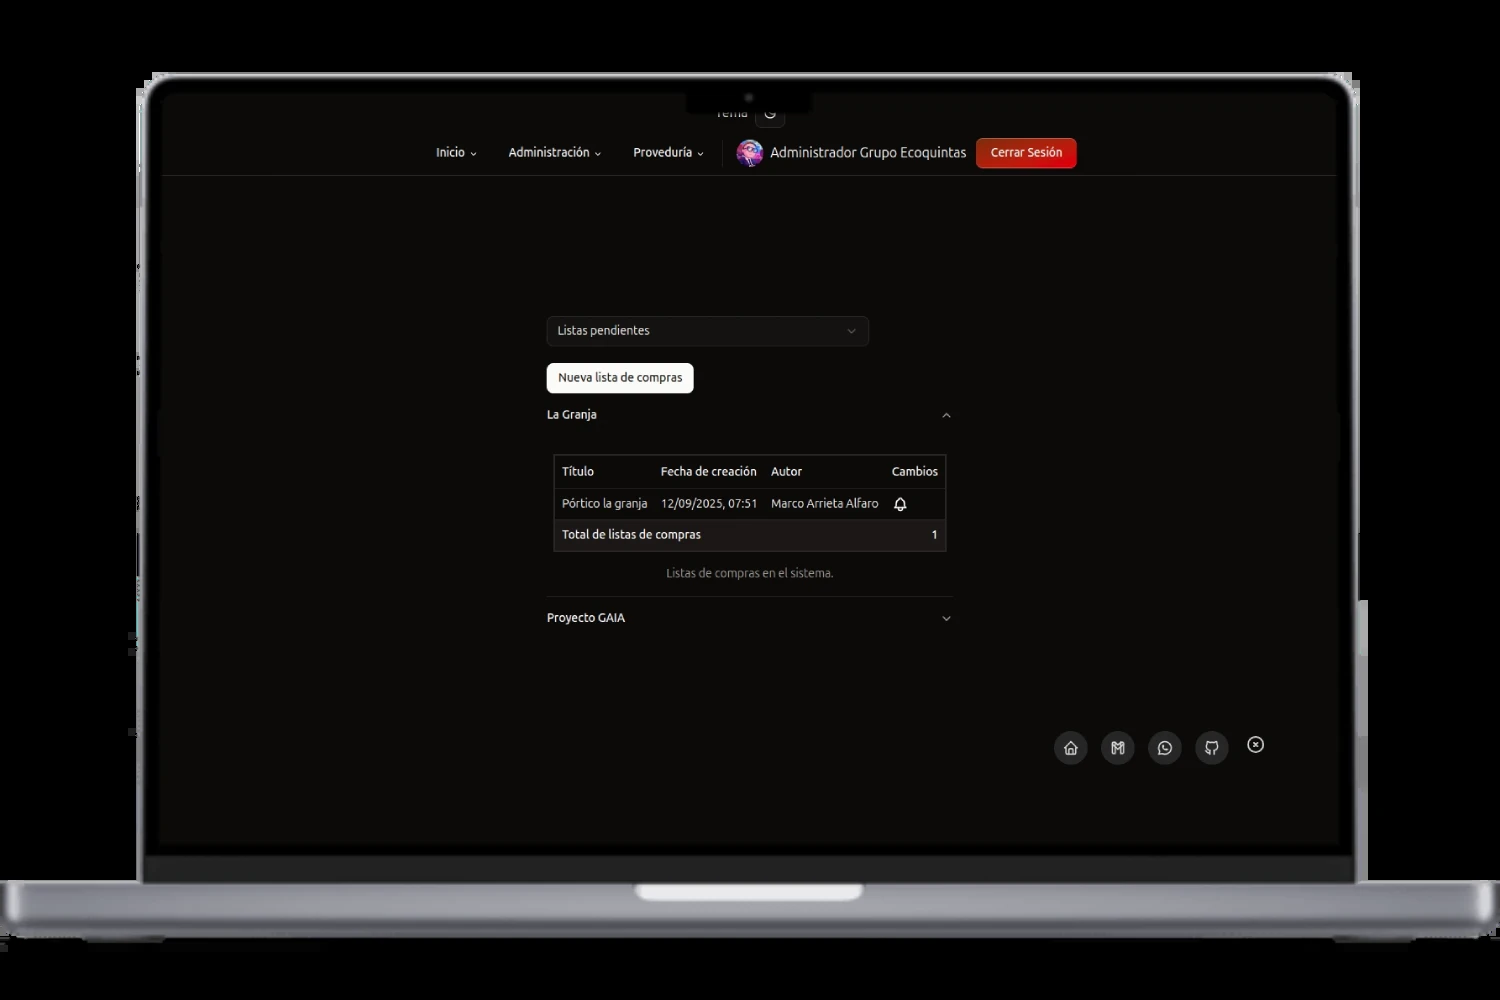 Tema
Inicio Administración Proveduría Administrador Grupo Ecoquintas Cerrar Sesión
Listas pendientes
Nueva lista de compras
La Granja
Título Fecha de creación Autor Cambios
Pórtico la granja 12/09/2025, 07:51 Marco Arrieta Alfaro
Total de listas de compras 1
Listas de compras en el sistema.
Proyecto GAIA